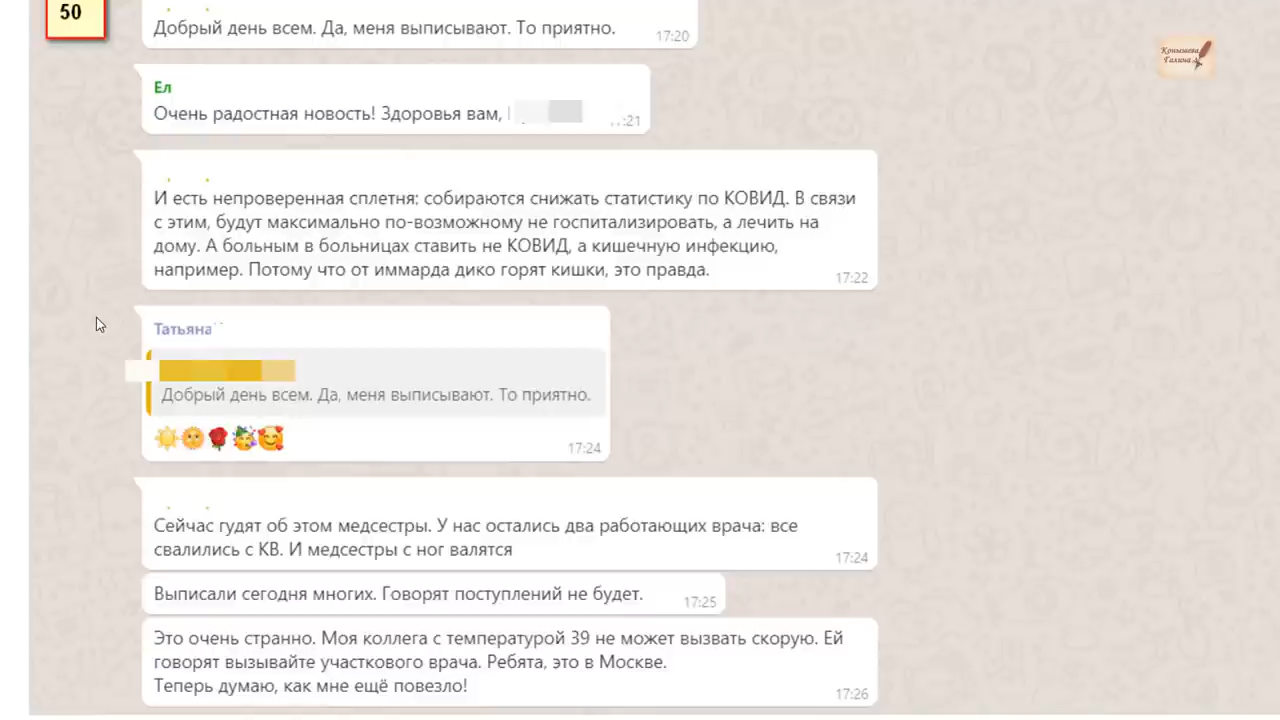 50
Добрый день всем. Да, меня выписывают. То приятно.
17:20
Конышева
Галина
Ел
Очень радостная новость! Здоровья вам,
:21
И есть непроверенная сплетня: собираются снижать статистику по КОВИД. В связи
с этим, будут максимально по-возможному не госпитализировать, а лечить на
дому. А больным в больницах ставить не КОВИД, а кишечную инфекцию,
например. Потому что от иммарда дико горят кишки, это правда.
17:22
Татьяна
Добрый день всем. Да, меня выписывают. То приятно.
☀️🌞🌹🥳🥰
17:24
Сейчас гудят об этом медсестры. У нас остались два работающих врача: все
свалились с КВ. И медсестры с ног валятся
17:24
Выписали сегодня многих. Говорят поступлений не будет.
17:25
Это очень странно. Моя коллега с температурой 39 не может вызвать скорую. Ей
говорят вызывайте участкового врача. Ребята, это в Москве.
Теперь думаю, как мне ещё повезло!
17:26